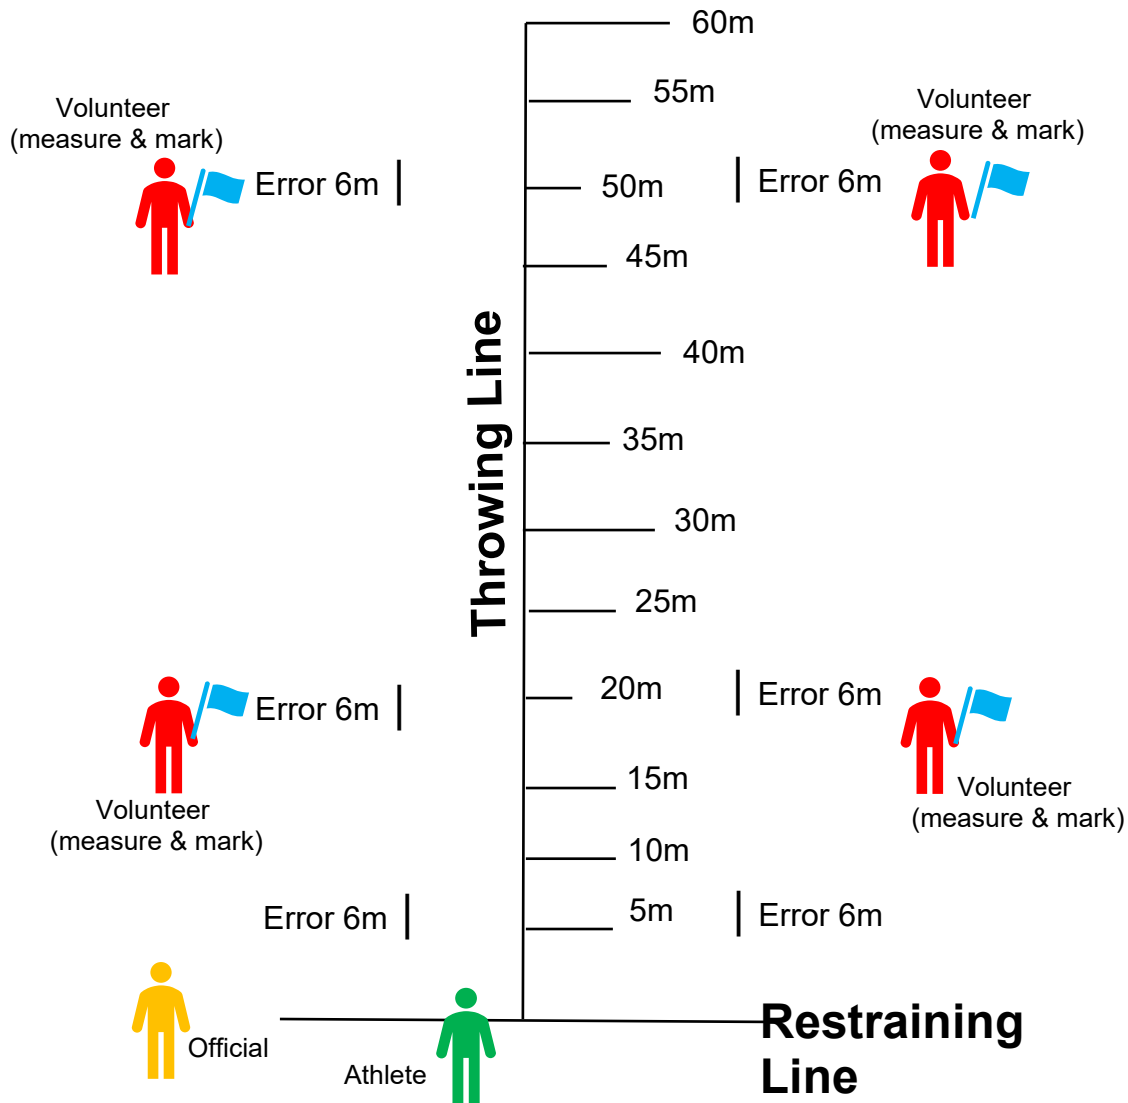 60m
55m
Volunteer
(measure & mark)
Volunteer
(measure & mark)
Error 6m
50m
Error 6m
45m
Throwing Line
40m
35m
30m
25m
Error 6m
20m
Error 6m
15m
Volunteer
(measure & mark)
Volunteer
(measure & mark)
10m
Error 6m
5m
Error 6m
Official
Athlete
Restraining
Line